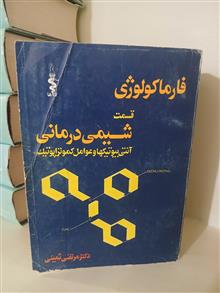 فارماکولوژی
قسمت
شیمی درمانی
آنتی‌بیوتیکها و عوامل کموتراپوتیک
دکتر مرتضی ثمینی